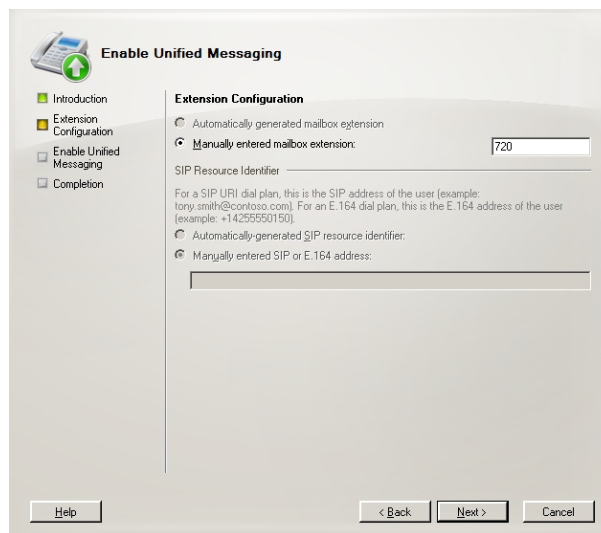 Enable Unified Messaging
Introduction
Extension
Configuration
Enable Unified
Messaging
Completion
Extension Configuration
Automatically generated mailbox extension
Manually entered mailbox extension:
720
SIP Resource Identifier
For a SIP URI dial plan, this is the SIP address of the user (example:
tony.smith@contoso.com). For an E.164 dial plan, this is the E.164 address of the user
(example: +14255550150).
Automatically-generated SIP resource identifier:
Manually entered SIP or E.164 address:
Help
< Back
Next >
Cancel